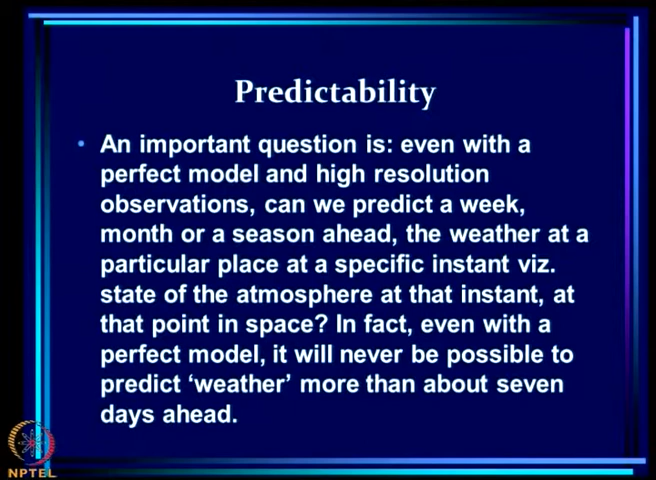 Predictability
• An important question is: even with a
perfect model and high resolution
observations, can we predict a week,
month or a season ahead, the weather at a
particular place at a specific instant viz.
state of the atmosphere at that instant, at
that point in space? In fact, even with a
perfect model, it will never be possible to
predict ‘weather’ more than about seven
days ahead.
NPTEL